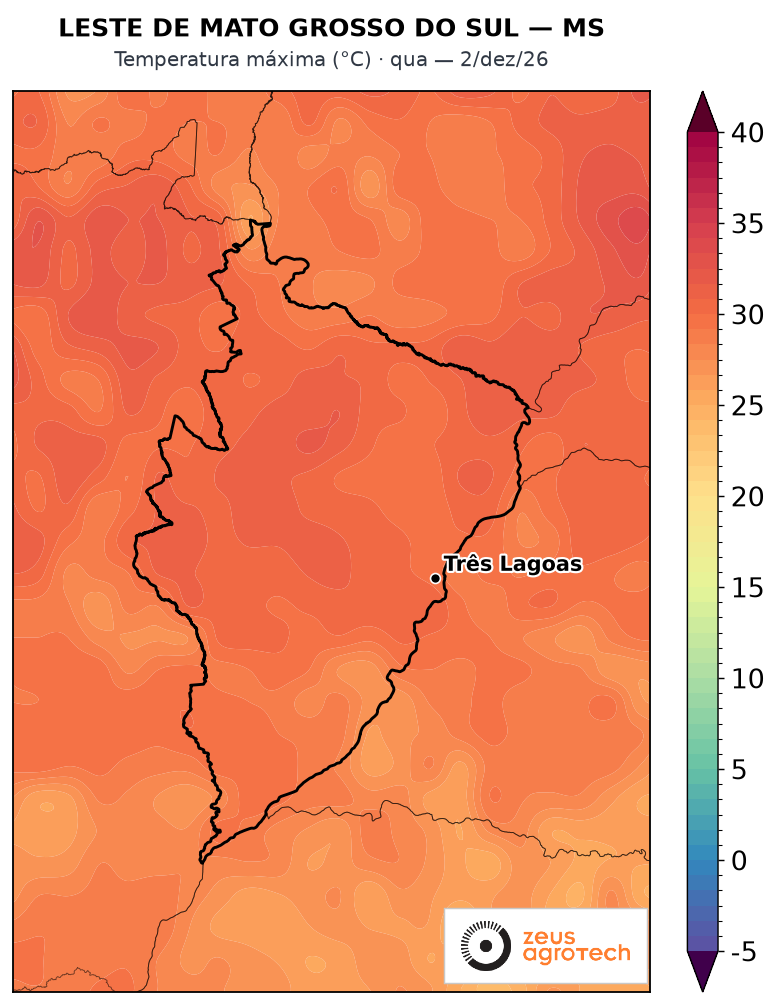 LESTE DE MATO GROSSO DO SUL — MS
Temperatura máxima (°C) · qua — 2/dez/26
40
35
30
25
20
15
10
5
0
-5
Três Lagoas
zeus
agrotech